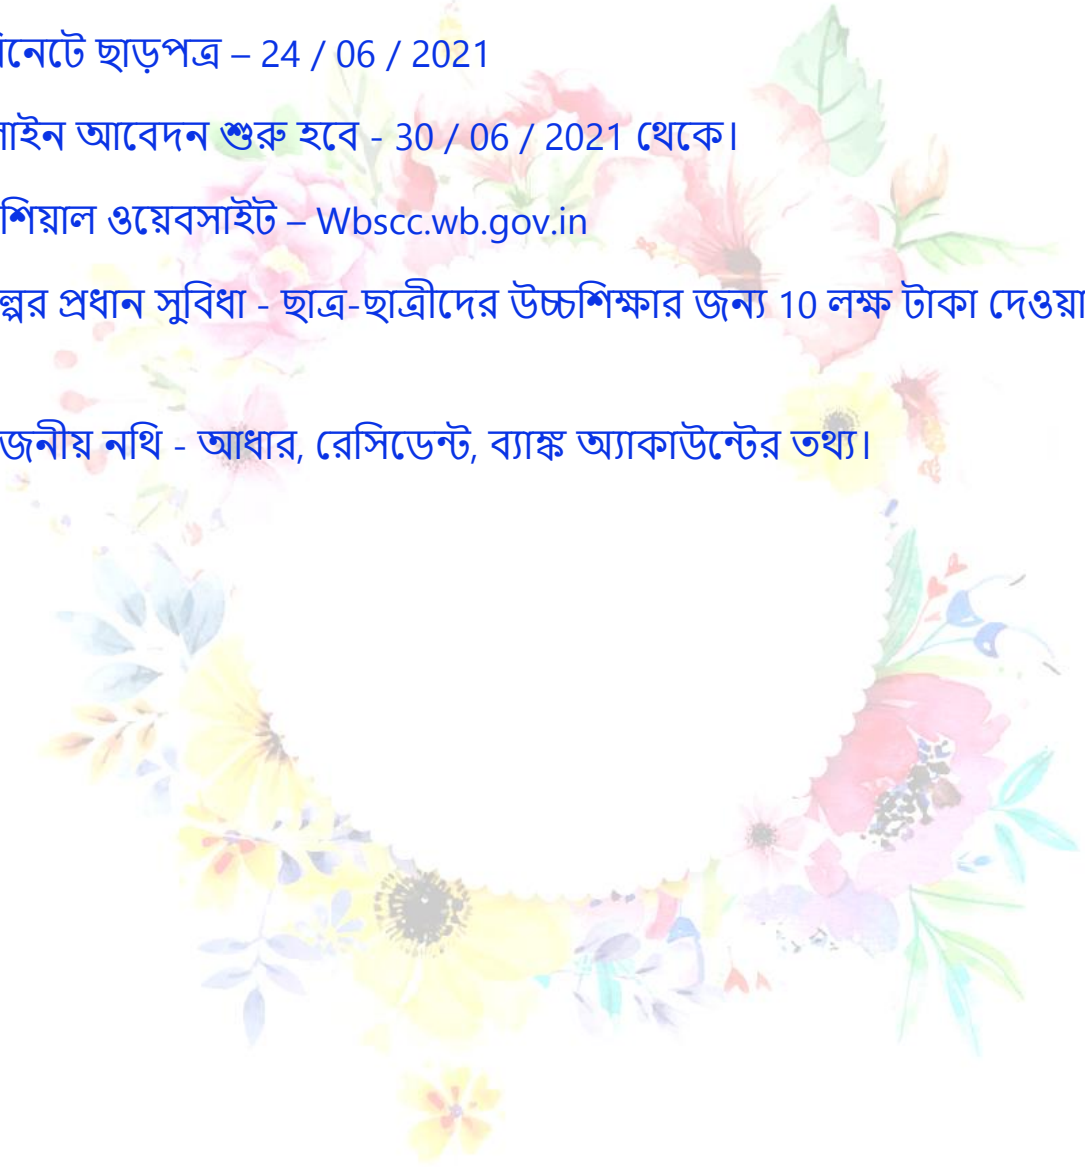 িনেটে ছাড়পত্র – 24 / 06 / 2021
লাইন আবেদন শুরু হবে - 30 / 06 / 2021 থেকে।
শিয়াল ওয়েবসাইট – Wbscc.wb.gov.in
ল্পর প্রধান সুবিধা - ছাত্র-ছাত্রীদের উচ্চশিক্ষার জন্য 10 লক্ষ টাকা দেওয়া
জনীয় নথি - আধার, রেসিডেন্ট, ব্যাঙ্ক অ্যাকাউন্টের তথ্য।